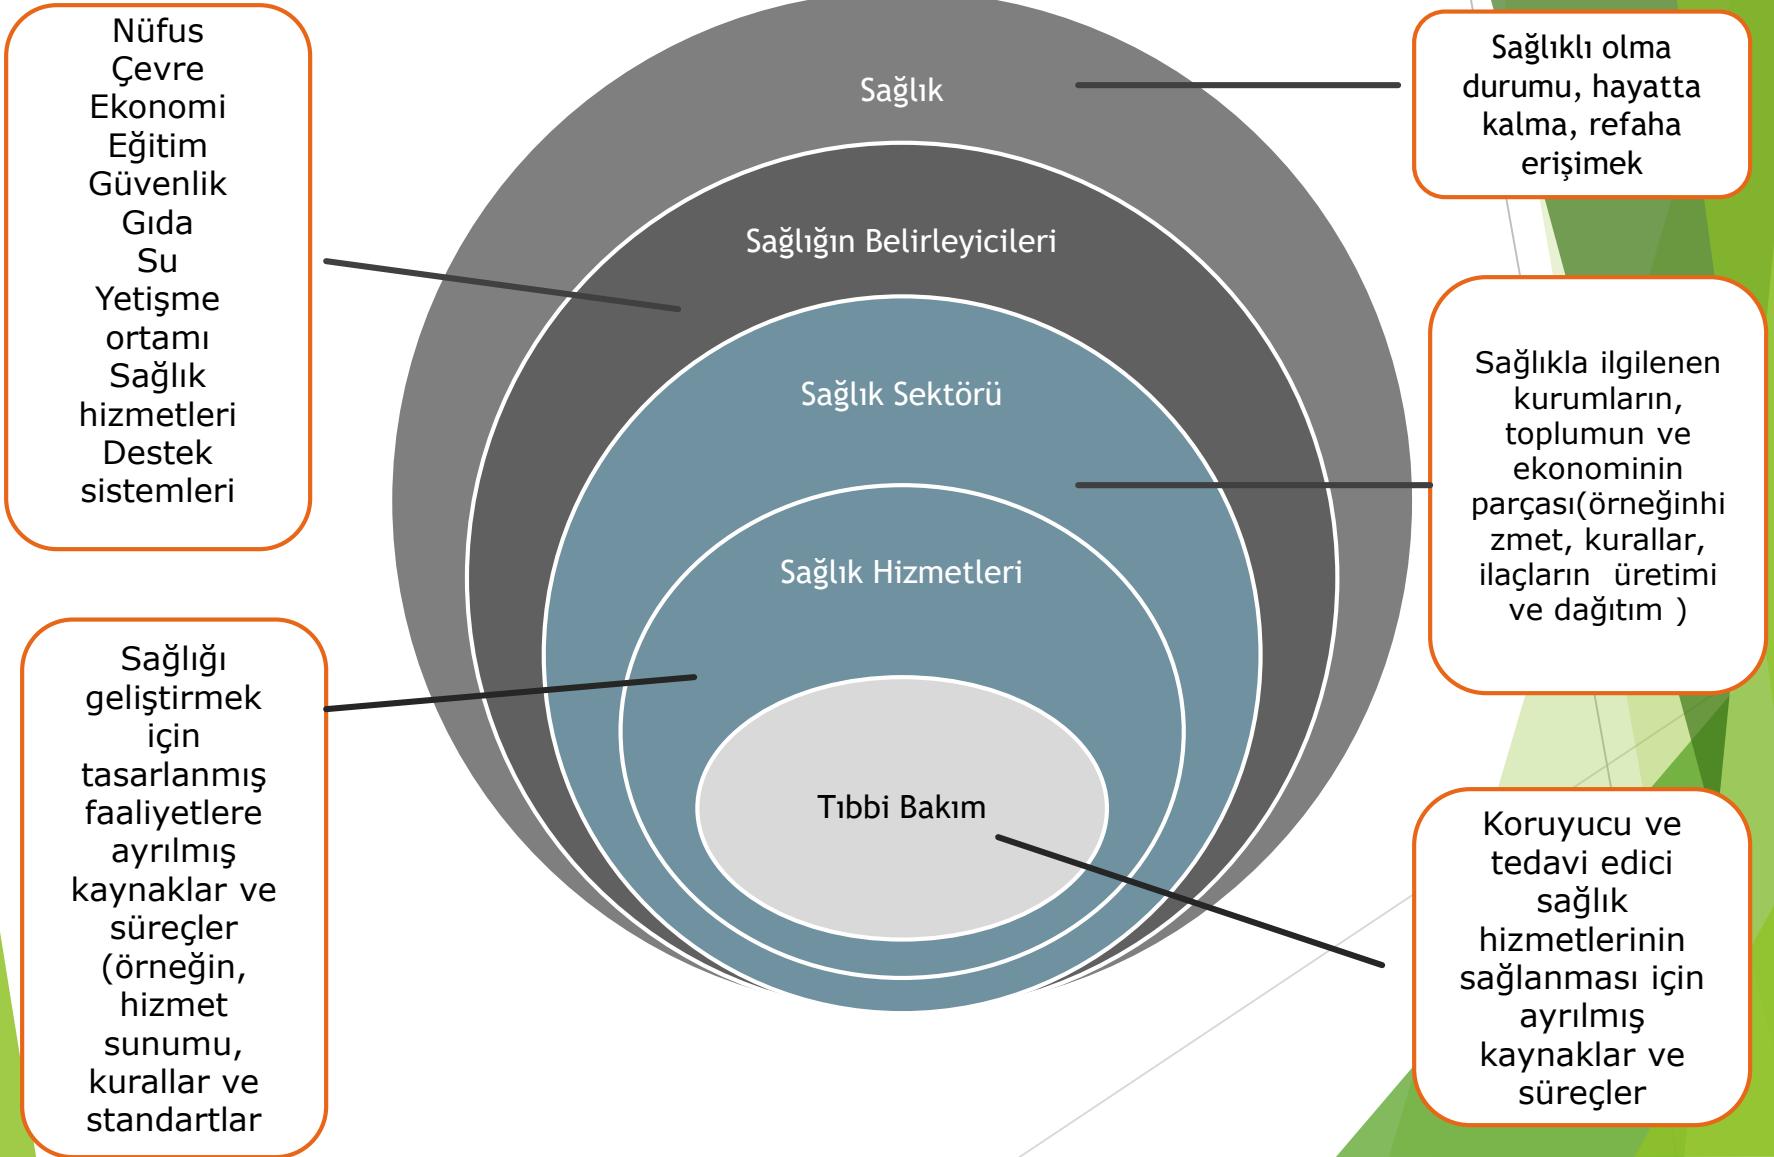 Nüfus
Çevre
Ekonomi
Eğitim
Güvenlik
Gıda
Su
Yetişme
ortamı
Sağlık
hizmetleri
Destek
sistemleri
Sağlığı
geliştirmek
için
tasarlanmış
faaliyetlere
ayrılmış
kaynaklar ve
süreçler
(örneğin,
hizmet
sunumu,
kurallar ve
standartlar
Sağlık
Sağlığın Belirleyicileri
Sağlık Sektörü
Sağlık Hizmetleri
Tıbbi Bakım
Sağlıklı olma
durumu, hayatta
kalma, refaha
erişimek
Sağlıkla ilgilenen
kurumların,
toplumun ve
ekonominin
parçası(örneğinhi
zmet, kurallar,
ilaçların  üretimi
ve dağıtım )
Koruyucu ve
tedavi edici
sağlık
hizmetlerinin
sağlanması için
ayrılmış
kaynaklar ve
süreçler